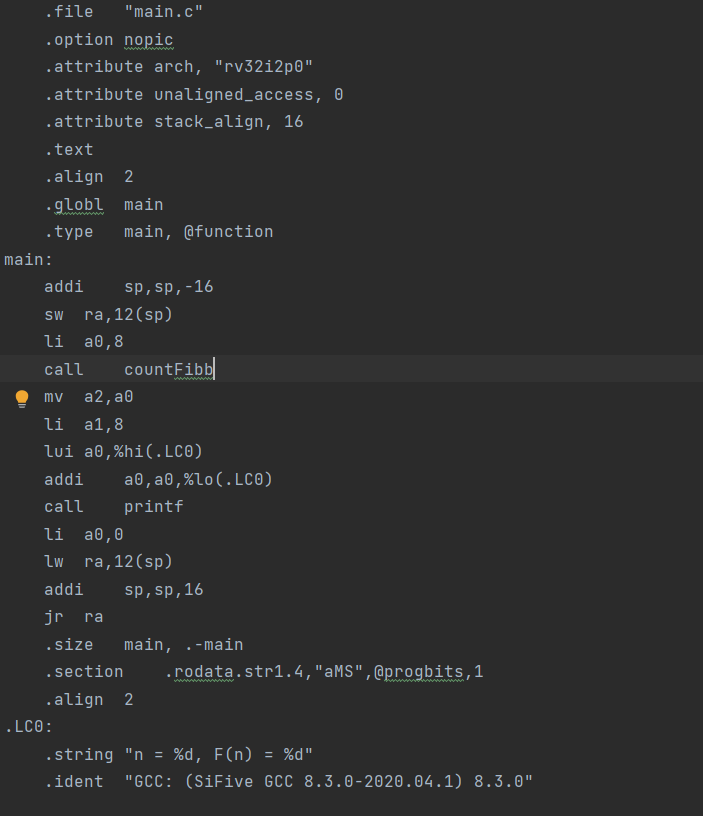 .file "main.c"
.option nopic
.attribute arch, "rv32i2p0"
.attribute unaligned_access, 0
.attribute stack_align, 16
.text
.align 2
.globl main
.type main, @function
main:
addi sp,sp,-16
sw ra,12(sp)
li a0,8
call countFibb
mv a2,a0
li a1,8
lui a0,%hi(.LC0)
addi a0,a0,%lo(.LC0)
call printf
li a0,0
lw ra,12(sp)
addi sp,sp,16
jr ra
.size main, .-main
.section .rodata.str1.4,"aMS",@progbits,1
.align 2
.LC0:
.string "n = %d, F(n) = %d"
.ident "GCC: (SiFive GCC 8.3.0-2020.04.1) 8.3.0"